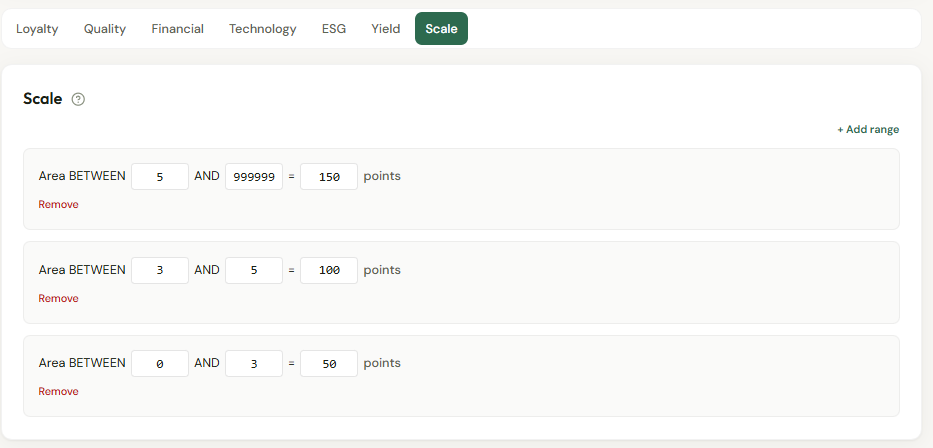 Loyalty Quality Financial Technology ESG Yield Scale
Scale ?
+ Add range
Area BETWEEN 5 AND 999999 = 150 points
Remove
Area BETWEEN 3 AND 5 = 100 points
Remove
Area BETWEEN 0 AND 3 = 50 points
Remove